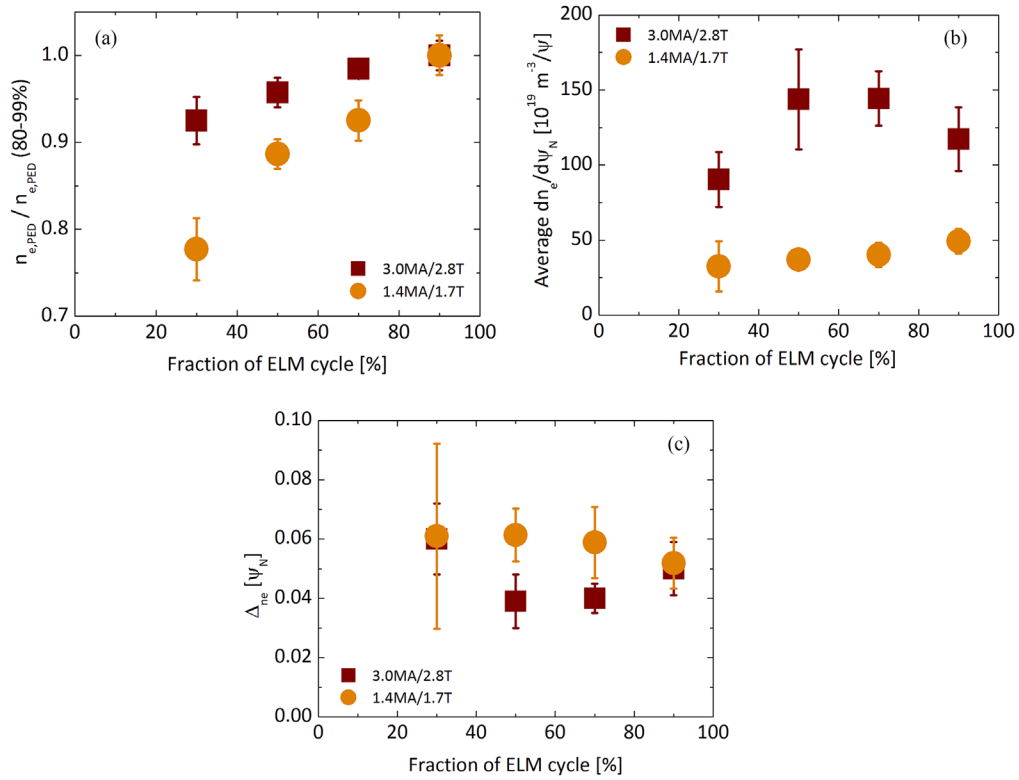 (a)
n_e,PED / n_e,PED (80-99%)
1.0
0.9
0.8
0.7
3.0MA/2.8T
1.4MA/1.7T
0 20 40 60 80 100
Fraction of ELM cycle [%]
(b)
Average dn_e/dψ_N [10^19 m^-3/ψ]
200
150
100
50
0
3.0MA/2.8T
1.4MA/1.7T
0 20 40 60 80 100
Fraction of ELM cycle [%]
(c)
Δ_ne [ψ_N]
0.10
0.08
0.06
0.04
0.02
0.00
3.0MA/2.8T
1.4MA/1.7T
0 20 40 60 80 100
Fraction of ELM cycle [%]